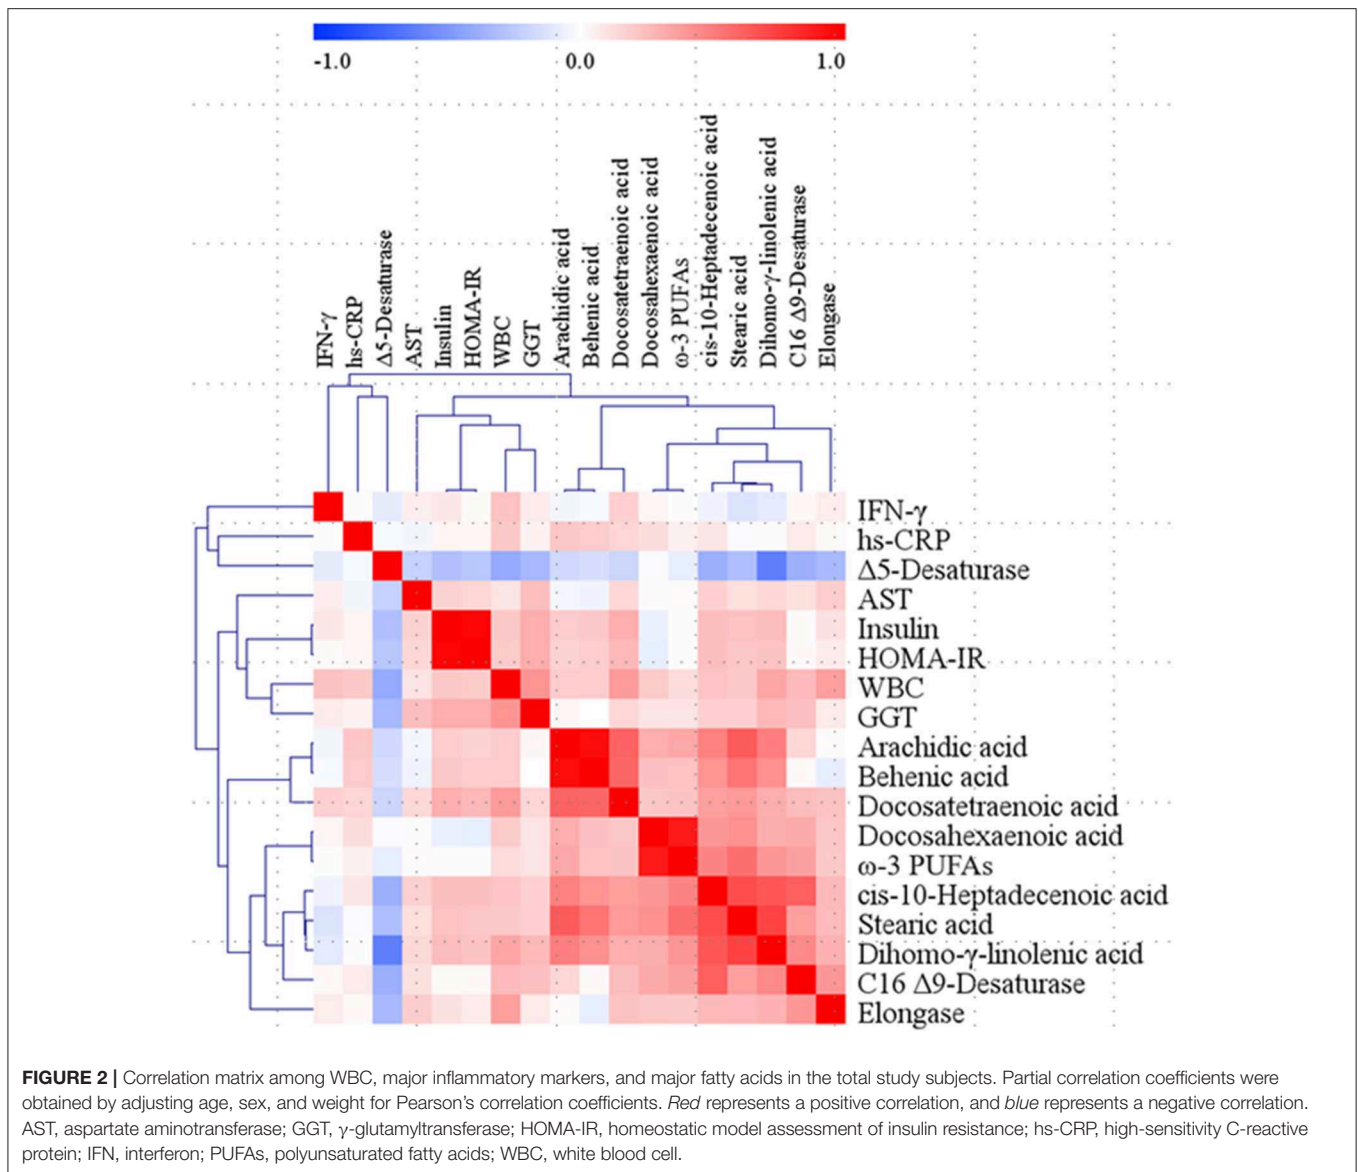 -1.0 0.0 1.0
IFN-γ
hs-CRP
Δ5-Desaturase
AST
Insulin
HOMA-IR
WBC
GGT
Arachidic acid
Behenic acid
Docosatetraenoic acid
Docosahexaenoic acid
ω-3 PUFAs
cis-10-Heptadecenoic acid
Stearic acid
Dihomo-γ-linolenic acid
C16 Δ9-Desaturase
Elongase
IFN-γ
hs-CRP
Δ5-Desaturase
AST
Insulin
HOMA-IR
WBC
GGT
Arachidic acid
Behenic acid
Docosatetraenoic acid
Docosahexaenoic acid
ω-3 PUFAs
cis-10-Heptadecenoic acid
Stearic acid
Dihomo-γ-linolenic acid
C16 Δ9-Desaturase
Elongase
FIGURE 2 | Correlation matrix among WBC, major inflammatory markers, and major fatty acids in the total study subjects. Partial correlation coefficients were
obtained by adjusting age, sex, and weight for Pearson's correlation coefficients. Red represents a positive correlation, and blue represents a negative correlation.
AST, aspartate aminotransferase; GGT, γ-glutamyltransferase; HOMA-IR, homeostatic model assessment of insulin resistance; hs-CRP, high-sensitivity C-reactive
protein; IFN, interferon; PUFAs, polyunsaturated fatty acids; WBC, white blood cell.